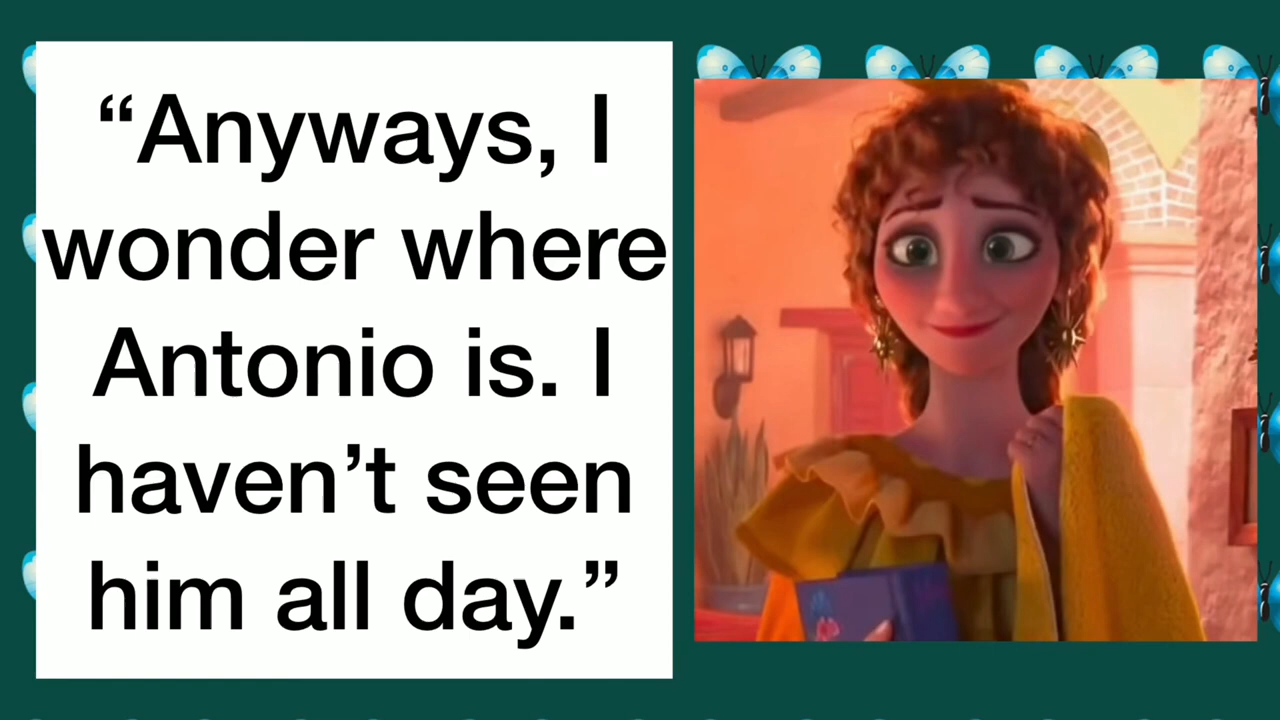 “Anyways, I
wonder where
Antonio is. I
haven’t seen
him all day.”